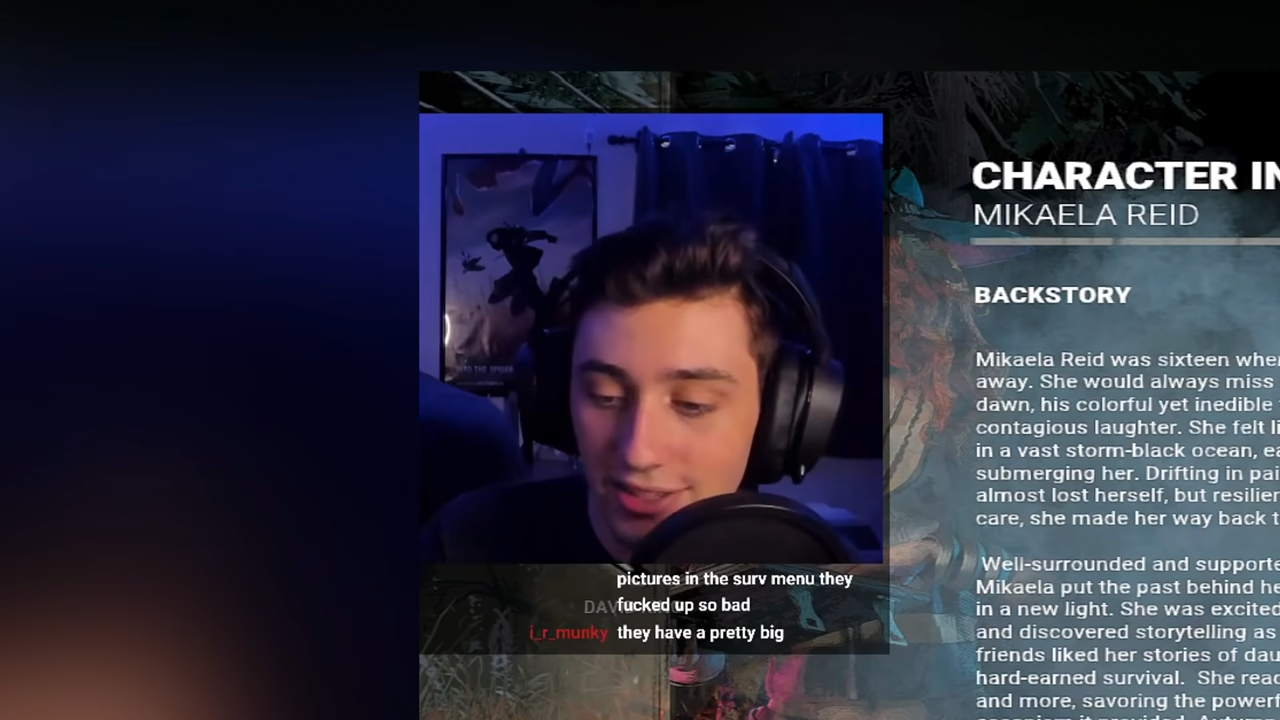 INTO THE SPIDER
pictures in the surv menu they
fucked up so bad
i_r_munky they have a pretty big
CHARACTER IN
MIKAELA REID
BACKSTORY
Mikaela Reid was sixteen whe
away. She would always miss
dawn, his colorful yet inedible
contagious laughter. She felt li
in a vast storm-black ocean, ea
submerging her. Drifting in pai
almost lost herself, but resilie
care, she made her way back t
Well-surrounded and supporte
Mikaela put the past behind he
in a new light. She was excited
and discovered storytelling as
friends liked her stories of dau
hard-earned survival. She read
and more, savoring the powerf